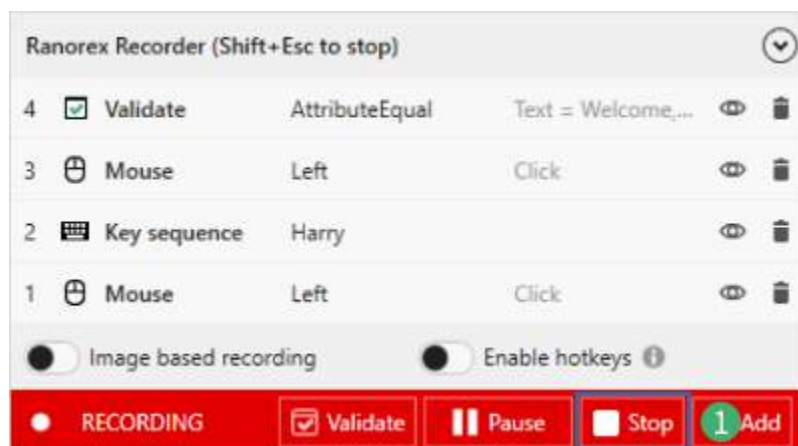 Ranorex Recorder (Shift+Esc to stop)
4 Validate AttributeEqual Text = Welcome,...
3 Mouse Left Click
2 Key sequence Harry
1 Mouse Left Click
Image based recording Enable hotkeys
RECORDING Validate Pause Stop 1 Add